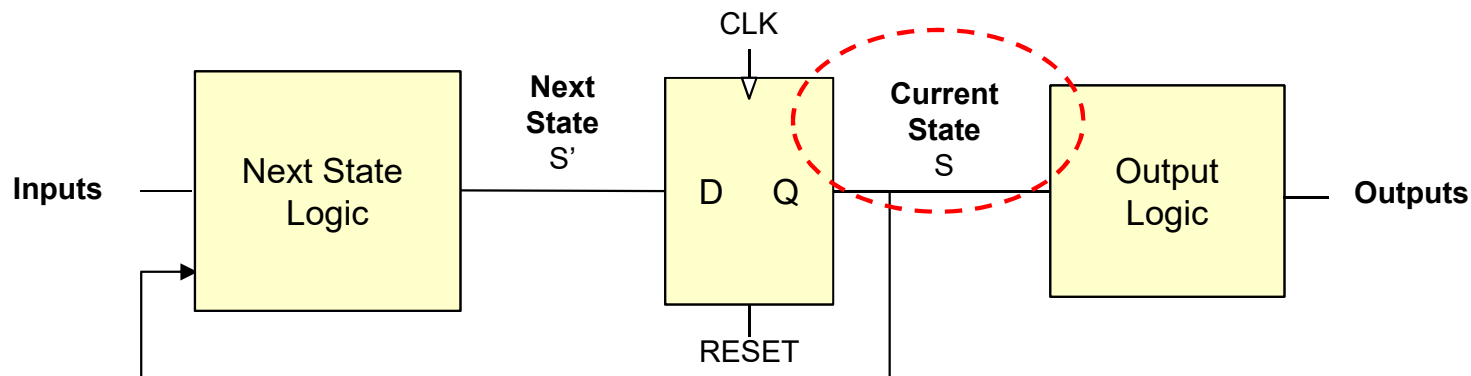 CLK
Next
State
S’
Current
State
S
Inputs
Next State
Logic
D Q
Output
Logic
Outputs
RESET